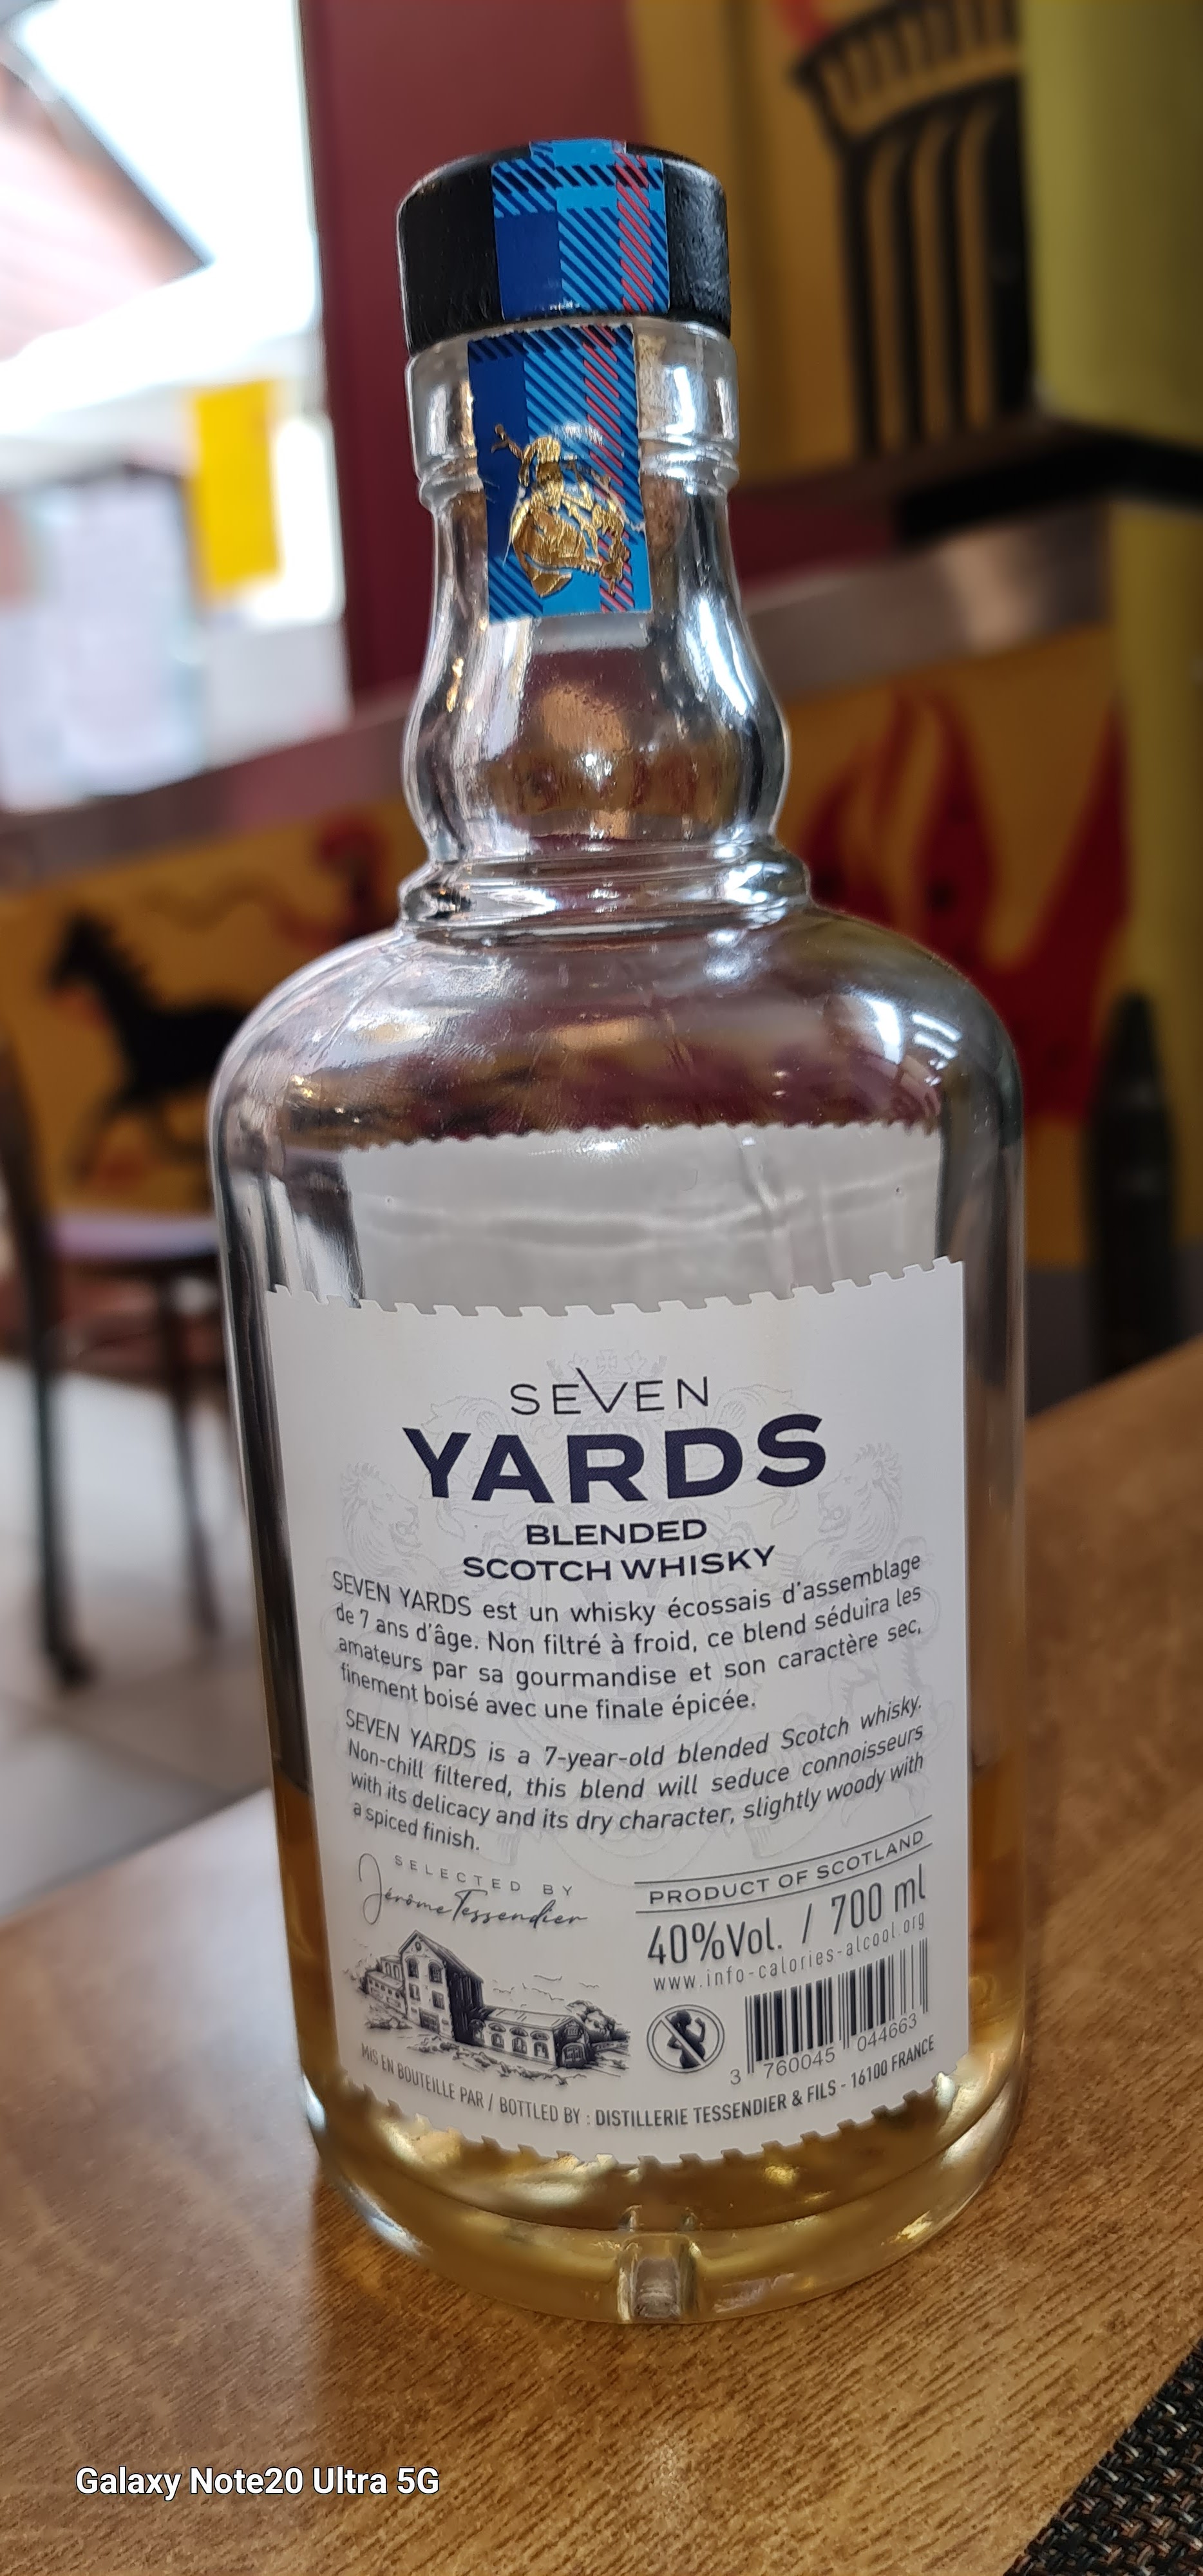 SEVEN
YARDS
BLENDED
SCOTCH WHISKY
SEVEN YARDS est un whisky écossais d'assemblage
de 7 ans d'âge. Non filtré à froid, ce blend séduira les
amateurs par sa gourmandise et son caractère sec,
finement boisé avec une finale épicée.
SEVEN YARDS is a 7-year-old blended Scotch whisky.
Non-chill filtered, this blend will seduce connoisseurs
with its delicacy and its dry character, slightly woody with
a spiced finish.
SELECTED BY
Jérôme Tessendier
PRODUCT OF SCOTLAND
40%Vol. / 700 ml
www.info-calories-alcool.org
3 760045 044663
MIS EN BOUTEILLE PAR / BOTTLED BY : DISTILLERIE TESSENDIER & FILS - 16100 FRANCE
Galaxy Note20 Ultra 5G